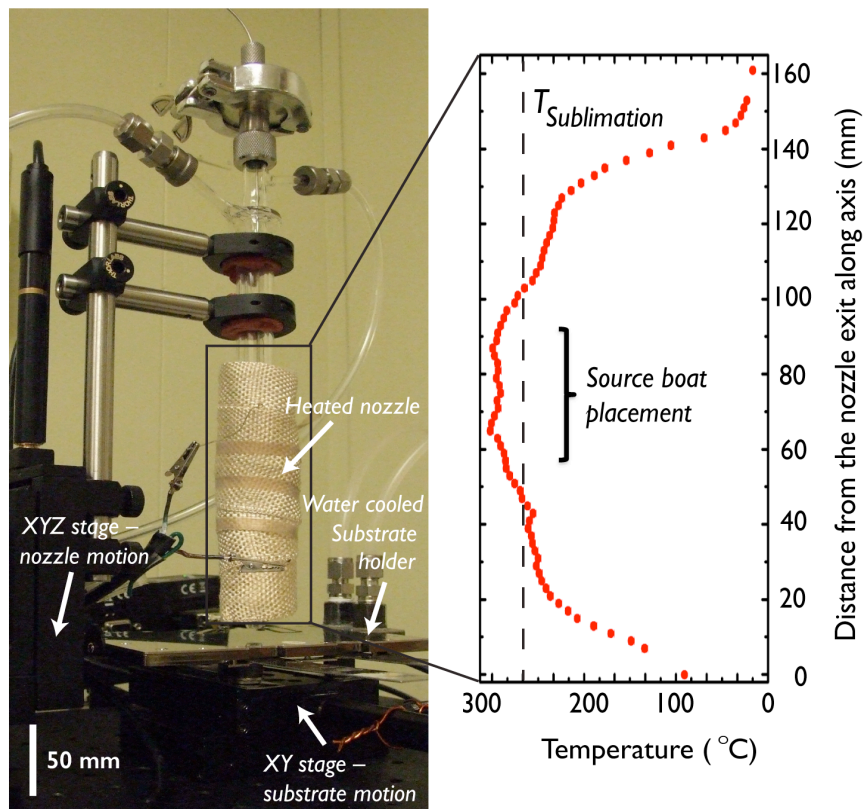 Heated nozzle
Water cooled
Substrate
holder
XYZ stage –
nozzle motion
50 mm
XY stage –
substrate motion
T Sublimation
Source boat
placement
160
140
120
100
80
60
40
20
0
Distance from the nozzle exit along axis (mm)
300 200 100 0
Temperature ( °C)